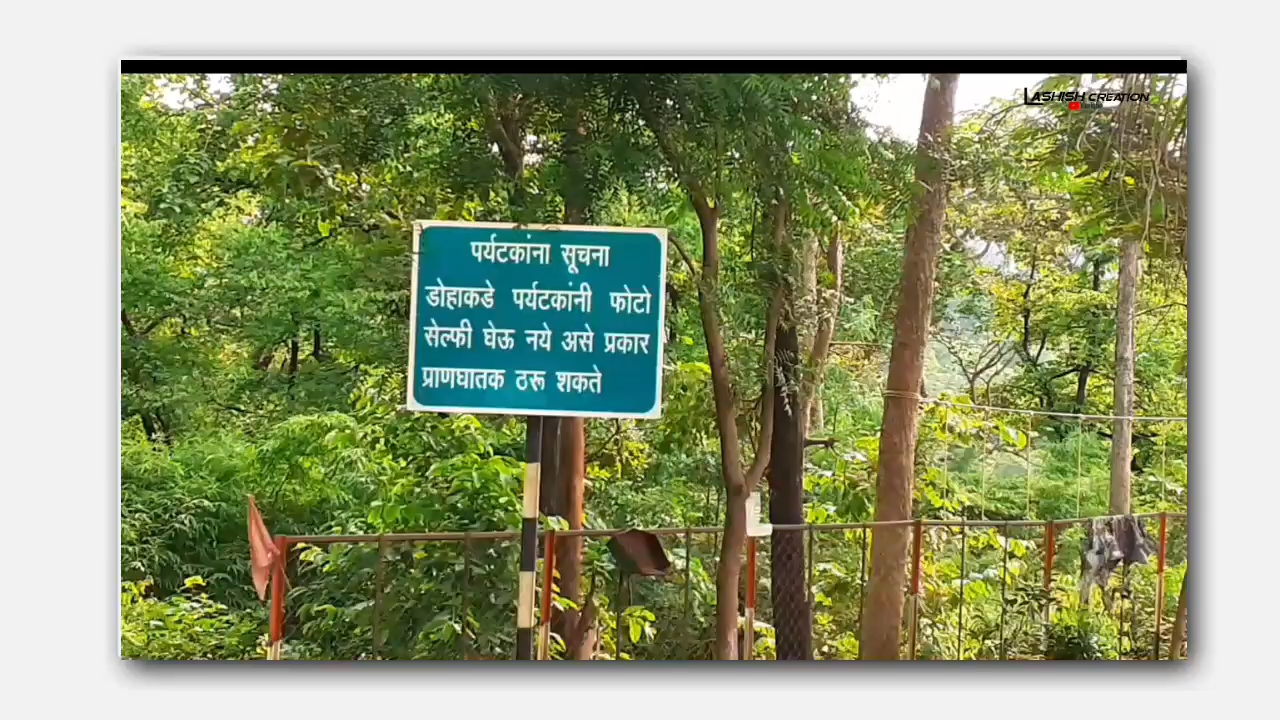 LASHISH CREATION
पर्यटकांना सूचना
डोहाकडे पर्यटकांनी फोटो
सेल्फी घेऊ नये असे प्रकार
प्राणघातक ठरू शकते